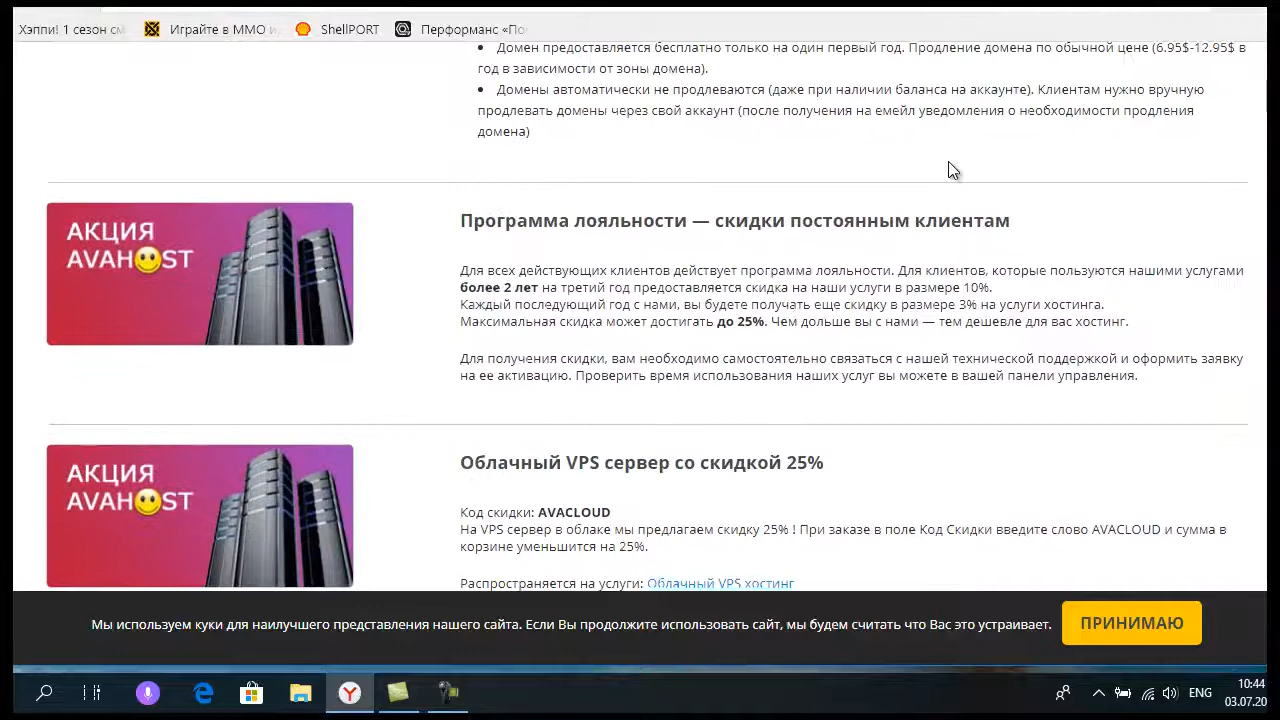 Хэппи! 1 сезон см
Играйте в ММО и
ShellPORT
Перформанс «По
Домен предоставляется бесплатно только на один первый год. Продление домена по обычной цене (6.95$-12.95$ в
год в зависимости от зоны домена).
Домены автоматически не продлеваются (даже при наличии баланса на аккаунте). Клиентам нужно вручную
продлевать домены через свой аккаунт (после получения на емейл уведомления о необходимости продления
домена)
АКЦИЯ
AVAHOST
Программа лояльности — скидки постоянным клиентам
Для всех действующих клиентов действует программа лояльности. Для клиентов, которые пользуются нашими услугами
более 2 лет на третий год предоставляется скидка на наши услуги в размере 10%.
Каждый последующий год с нами, вы будете получать еще скидку в размере 3% на услуги хостинга.
Максимальная скидка может достигать до 25%. Чем дольше вы с нами — тем дешевле для вас хостинг.
Для получения скидки, вам необходимо самостоятельно связаться с нашей технической поддержкой и оформить заявку
на ее активацию. Проверить время использования наших услуг вы можете в вашей панели управления.
АКЦИЯ
AVAHOST
Облачный VPS сервер со скидкой 25%
Код скидки: AVACLOUD
На VPS сервер в облаке мы предлагаем скидку 25% ! При заказе в поле Код Скидки введите слово AVACLOUD и сумма в
корзине уменьшится на 25%.
Распространяется на услуги: Облачный VPS хостинг
Мы используем куки для наилучшего представления нашего сайта. Если Вы продолжите использовать сайт, мы будем считать что Вас это устраивает.
ПРИНИМАЮ
ENG
10:44
03.07.20